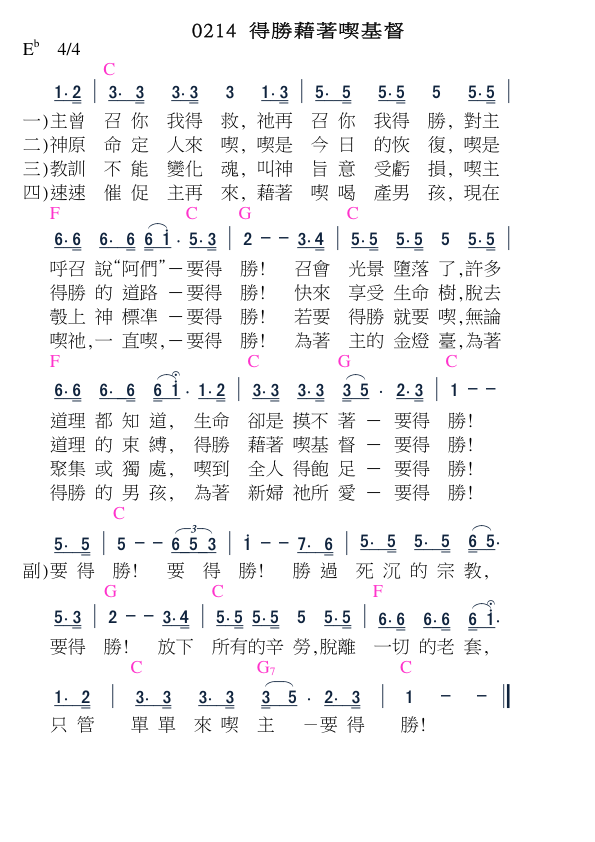 0214 得勝藉著喫基督
E♭ 4/4
C
1·2 | 3· 3 3·3 3 1·3 | 5· 5 5·5 5 5·5 |
一)主曾 召你 我得 救, 祂再 召你 我得 勝, 對主
二)神原 命定 人來 喫, 喫是 今日 的恢 復, 喫是
三)教訓 不能 變化 魂, 叫神 旨意 受虧 損, 喫主
四)速速 催促 主再 來, 藉著 喫喝 產男 孩, 現在
F C G C
6·6 6· 6 6 i· 5·3 | 2 - - 3·4 | 5·5 5·5 5 5·5 |
呼召 說“阿們”－要得 勝! 召會 光景 墮落 了,許多
得勝 的 道路 －要得 勝! 快來 享受 生命 樹,脫去
彀上 神 標準 －要得 勝! 若要 得勝 就要 喫,無論
喫祂,一 直喫,－要得 勝! 為著 主的 金燈 臺,為著
F C G C
6·6 6· 6 6 i· 1·2 | 3·3 3·3 3 5· 2·3 | 1 - -
道理 都 知 道, 生命 卻是 摸不 著 － 要得 勝!
道理 的 束 縛, 得勝 藉著 喫基 督 － 要得 勝!
聚集 或 獨 處, 喫到 全人 得飽 足 － 要得 勝!
得勝 的 男 孩, 為著 新婦 祂所 愛 － 要得 勝!
C
5· 5 | 5 - - 6 5 3 | i - - 7· 6 | 5· 5 5· 5 6 5·
副)要 得 勝! 要 得 勝! 勝 過 死 沉 的 宗 教,
G C F
5·3 | 2 - - 3·4 | 5·5 5·5 5 5·5 | 6·6 6·6 6 i·
要得 勝! 放下 所有的辛 勞,脫離 一切 的老 套,
C G7 C
1· 2 | 3· 3 3· 3 3 5 · 2· 3 | 1 - -
只 管 單 單 來 喫 主 －要 得 勝!